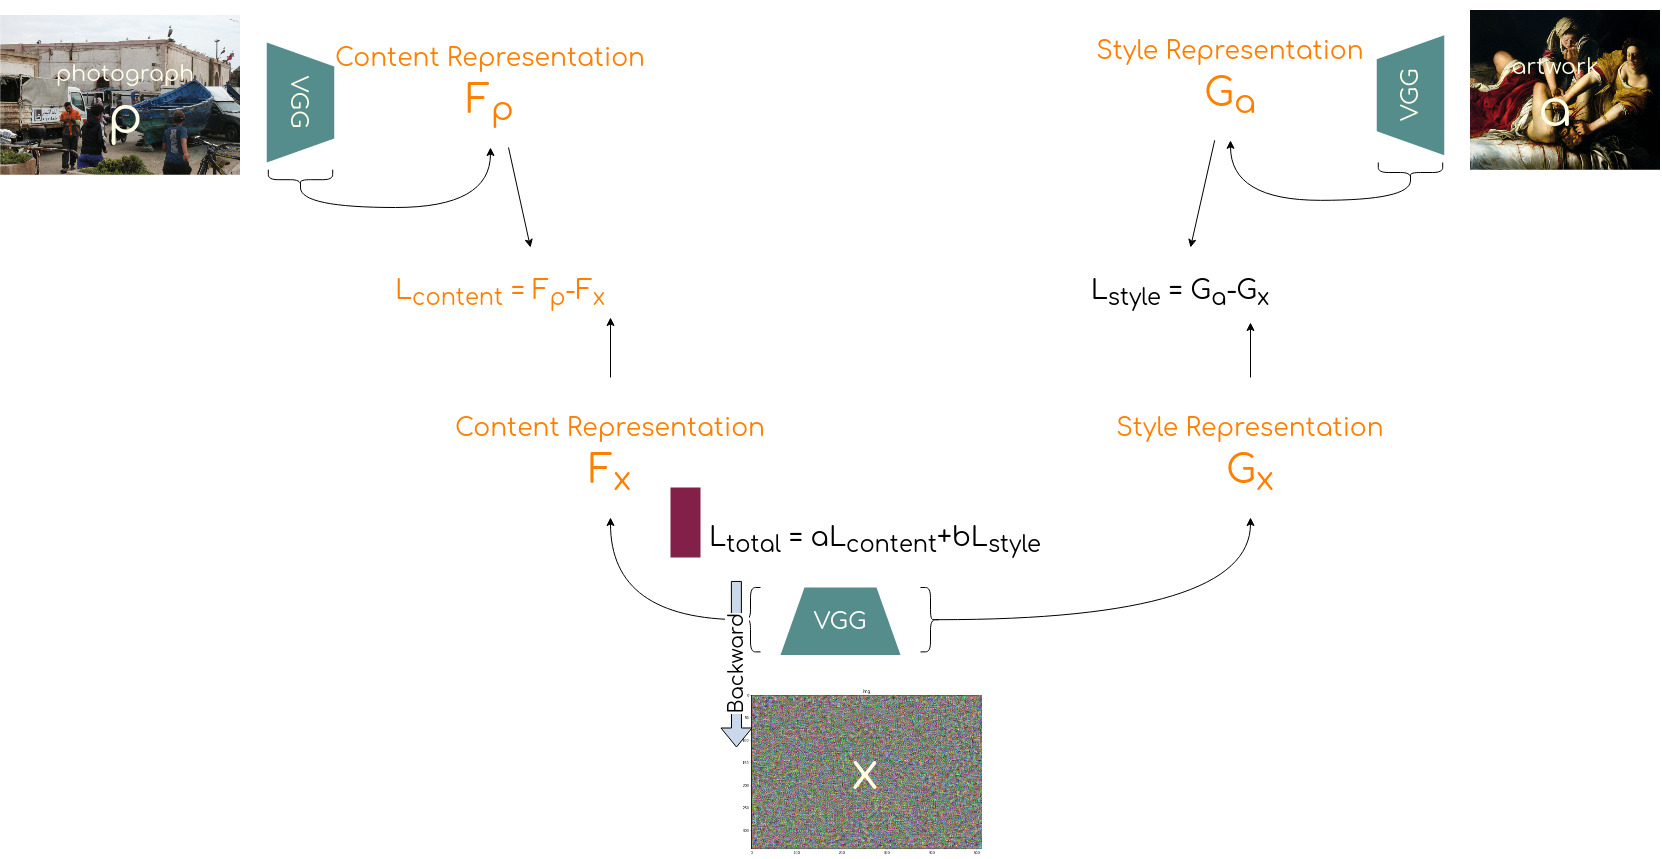 photograph
p
VGG
Content Representation
Fp
Style Representation
Ga
VGG
artwork
a
Lcontent = Fp-Fx
Lstyle = Ga-Gx
Content Representation
Fx
Style Representation
Gx
Ltotal = aLcontent+bLstyle
Backward
VGG
img
x